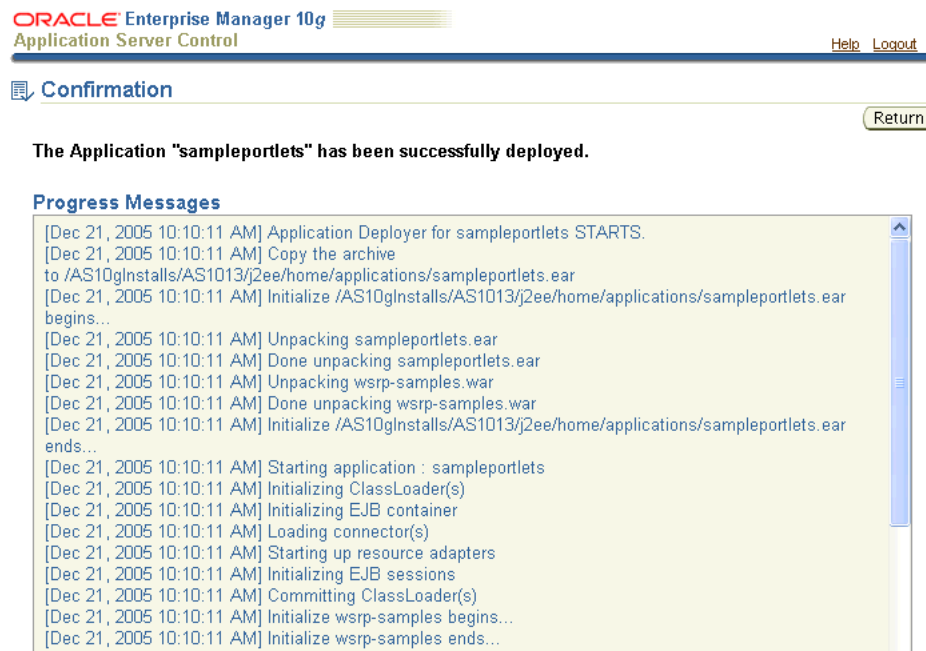 ORACLE Enterprise Manager 10g
Application Server Control
Help Logout
Confirmation
Return
The Application "sampleportlets" has been successfully deployed.
Progress Messages
[Dec 21, 2005 10:10:11 AM] Application Deployer for sampleportlets STARTS.
[Dec 21, 2005 10:10:11 AM] Copy the archive
to /AS10gInstalls/AS1013/j2ee/home/applications/sampleportlets.ear
[Dec 21, 2005 10:10:11 AM] Initialize /AS10gInstalls/AS1013/j2ee/home/applications/sampleportlets.ear
begins...
[Dec 21, 2005 10:10:11 AM] Unpacking sampleportlets.ear
[Dec 21, 2005 10:10:11 AM] Done unpacking sampleportlets.ear
[Dec 21, 2005 10:10:11 AM] Unpacking wsrp-samples.war
[Dec 21, 2005 10:10:11 AM] Done unpacking wsrp-samples.war
[Dec 21, 2005 10:10:11 AM] Initialize /AS10gInstalls/AS1013/j2ee/home/applications/sampleportlets.ear
ends...
[Dec 21, 2005 10:10:11 AM] Starting application : sampleportlets
[Dec 21, 2005 10:10:11 AM] Initializing ClassLoader(s)
[Dec 21, 2005 10:10:11 AM] Initializing EJB container
[Dec 21, 2005 10:10:11 AM] Loading connector(s)
[Dec 21, 2005 10:10:11 AM] Starting up resource adapters
[Dec 21, 2005 10:10:11 AM] Initializing EJB sessions
[Dec 21, 2005 10:10:11 AM] Committing ClassLoader(s)
[Dec 21, 2005 10:10:11 AM] Initialize wsrp-samples begins...
[Dec 21, 2005 10:10:11 AM] Initialize wsrp-samples ends...